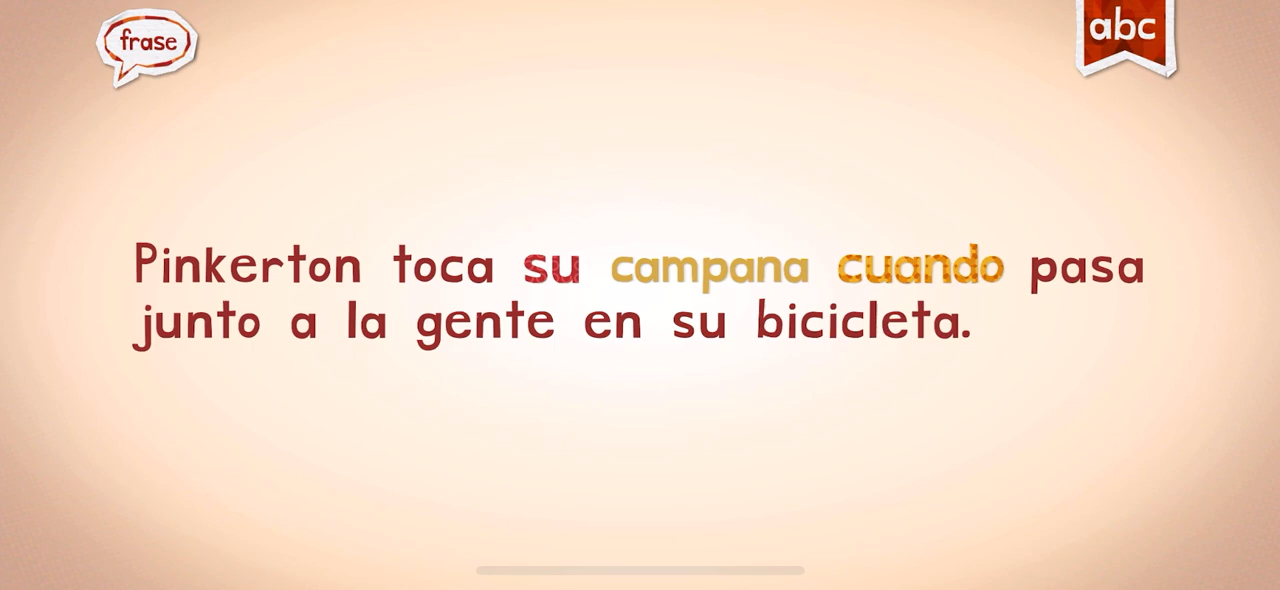 frase
abc
Pinkerton toca su campana cuando pasa
junto a la gente en su bicicleta.